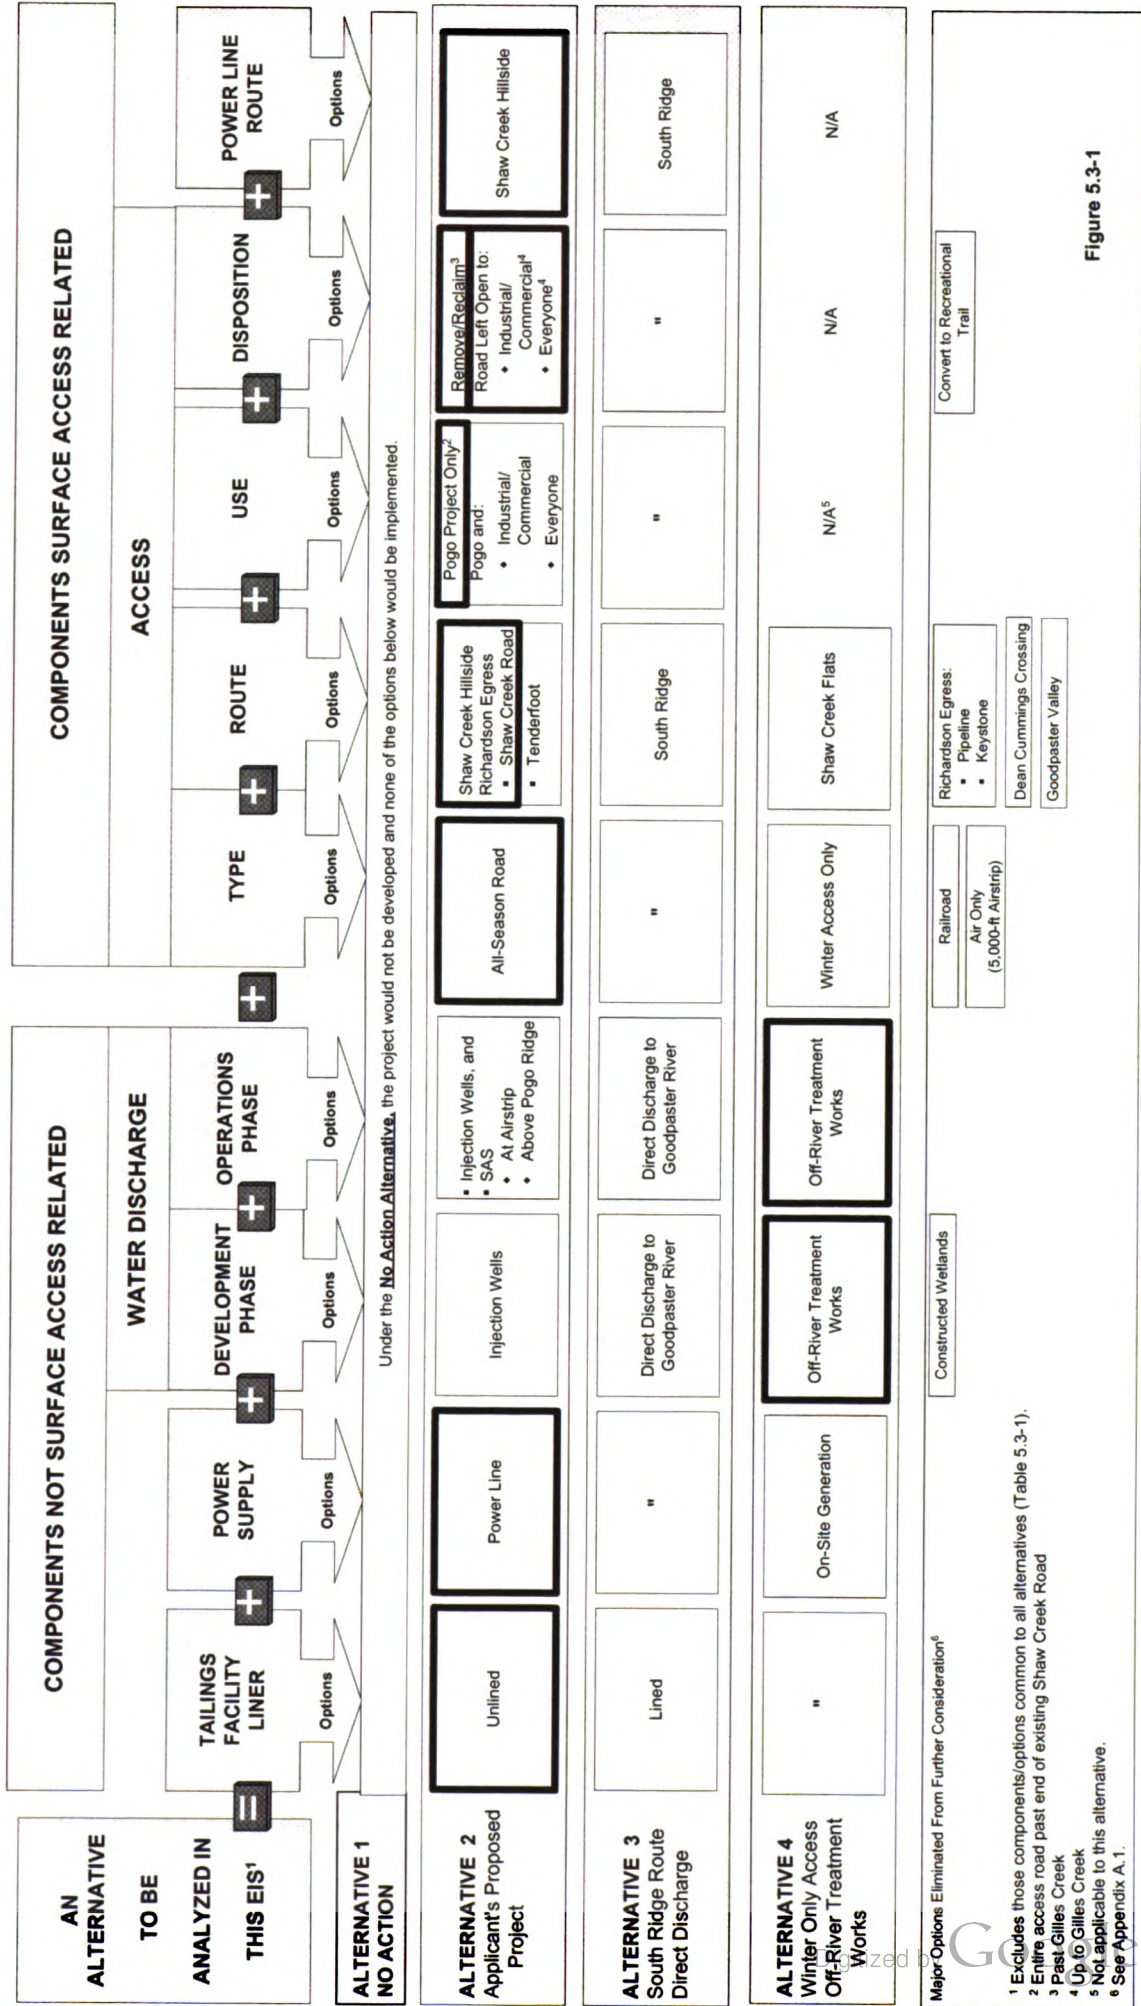 AN
ALTERNATIVE
TO BE
ANALYZED IN
THIS EIS¹
=
COMPONENTS NOT SURFACE ACCESS RELATED
COMPONENTS SURFACE ACCESS RELATED
WATER DISCHARGE
ACCESS
TAILINGS
FACILITY
LINER
+
POWER
SUPPLY
+
DEVELOPMENT
PHASE
+
OPERATIONS
PHASE
+
TYPE
+
ROUTE
+
USE
+
DISPOSITION
+
POWER LINE
ROUTE
Options
Options
Options
Options
Options
Options
Options
Options
Options
ALTERNATIVE 1
NO ACTION
Under the No Action Alternative, the project would not be developed and none of the options below would be implemented.
ALTERNATIVE 2
Applicant's Proposed
Project
Unlined
Power Line
Injection Wells
▪ Injection Wells, and
▪ SAS
♦ At Airstrip
♦ Above Pogo Ridge
All-Season Road
Shaw Creek Hillside
Richardson Egress
▪ Shaw Creek Road
▪ Tenderfoot
Pogo Project Only²
Pogo and:
♦ Industrial/
Commercial
♦ Everyone
Remove/Reclaim³
Road Left Open to:
♦ Industrial/
Commercial⁴
♦ Everyone⁴
Shaw Creek Hillside
ALTERNATIVE 3
South Ridge Route
Direct Discharge
Lined
"
Direct Discharge to
Goodpaster River
Direct Discharge to
Goodpaster River
"
South Ridge
"
"
South Ridge
ALTERNATIVE 4
Winter Only Access
Off-River Treatment
Works
"
On-Site Generation
Off-River Treatment
Works
Off-River Treatment
Works
Winter Access Only
Shaw Creek Flats
N/A⁵
N/A
N/A
Major Options Eliminated From Further Consideration⁶
Constructed Wetlands
Railroad
Air Only
(5,000-ft Airstrip)
Richardson Egress:
▪ Pipeline
▪ Keystone
Dean Cummings Crossing
Goodpaster Valley
Convert to Recreational
Trail
1 Excludes those components/options common to all alternatives (Table 5.3-1).
2 Entire access road past end of existing Shaw Creek Road
3 Past Gilles Creek
4 Up to Gilles Creek
5 Not applicable to this alternative.
6 See Appendix A.1.
Figure 5.3-1
Digitized by Google